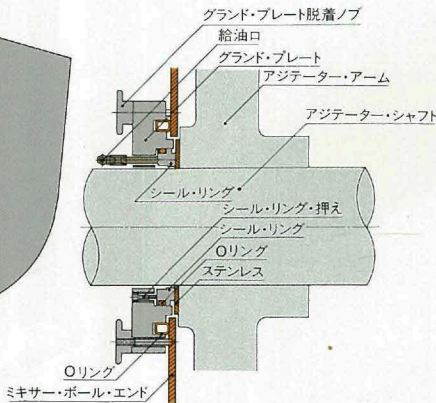 グランド・プレート脱着ノブ
給油口
グランド・プレート
アジテーター・アーム
アジテーター・シャフト
シール・リング
シール・リング・押え
シール・リング
Oリング
ステンレス
Oリング
ミキサー・ボール・エンド